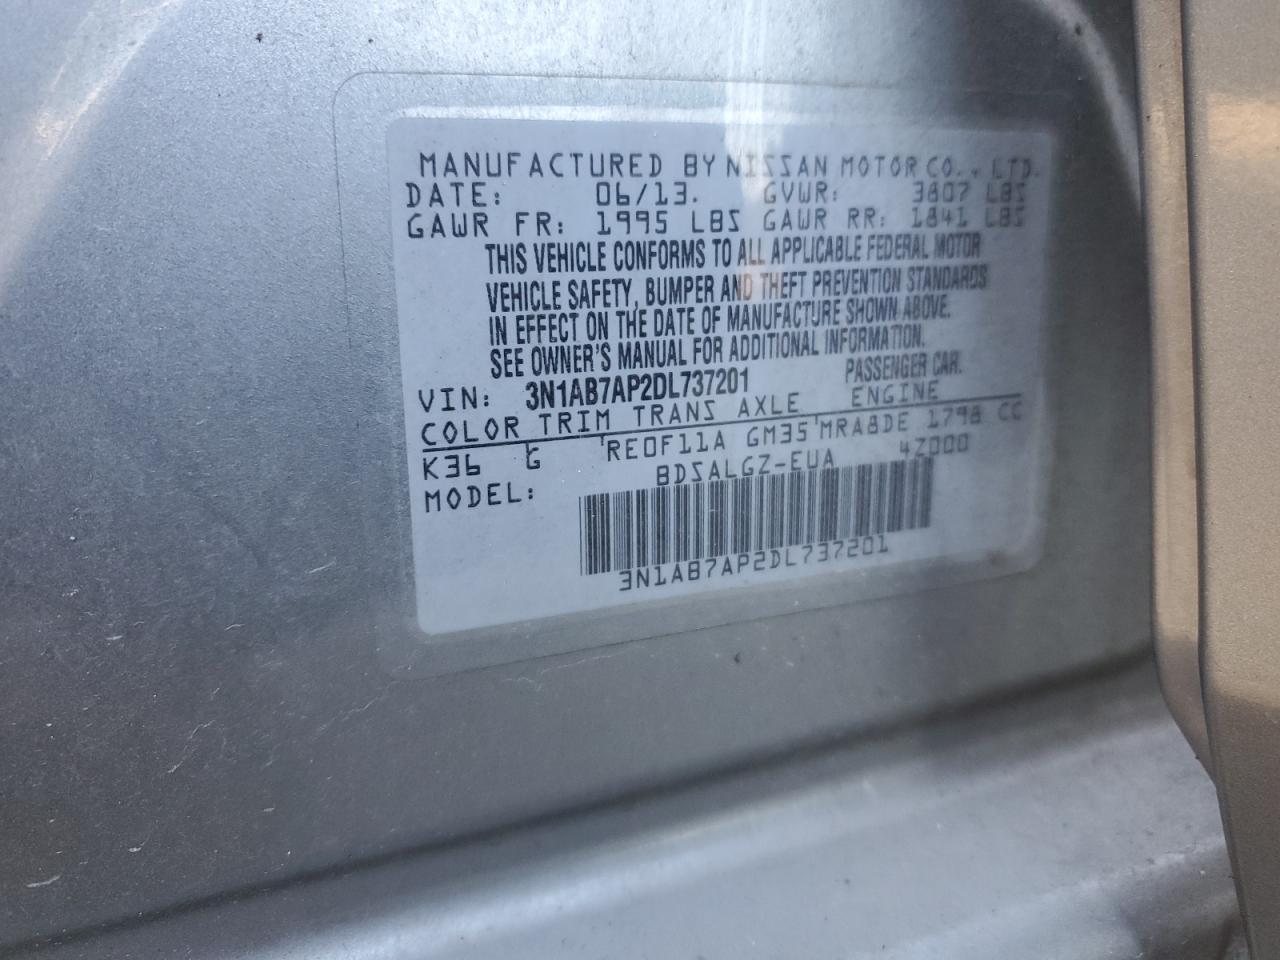 MANUFACTURED BY NISSAN MOTOR CO., LTD.
DATE: 06/13. GVWR: 3807 LBS
GAWR FR: 1995 LBS GAWR RR: 1841 LBS
THIS VEHICLE CONFORMS TO ALL APPLICABLE FEDERAL MOTOR
VEHICLE SAFETY, BUMPER AND THEFT PREVENTION STANDARDS
IN EFFECT ON THE DATE OF MANUFACTURE SHOWN ABOVE.
SEE OWNER'S MANUAL FOR ADDITIONAL INFORMATION.
VIN: 3N1AB7AP2DL737201 PASSENGER CAR.
COLOR TRIM TRANS AXLE ENGINE
K36 G RE0F11A GM35 MRA8DE 1798 CC
MODEL: BDSALGZ-EUA 4Z000
3N1AB7AP2DL737201